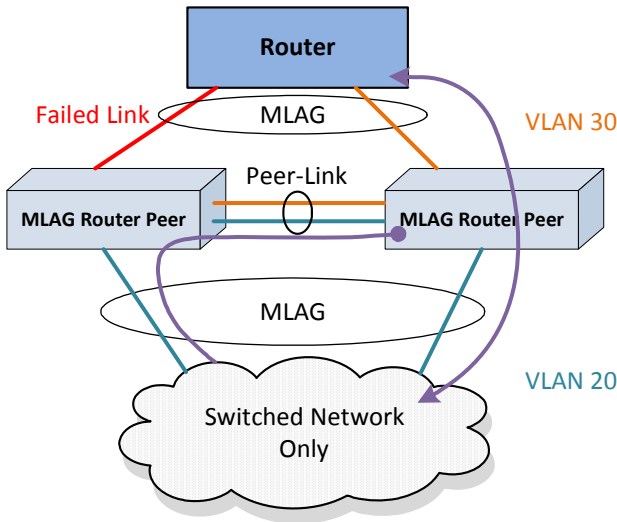 Router
Failed Link
MLAG
VLAN 30
Peer-Link
MLAG Router Peer
MLAG Router Peer
MLAG
VLAN 20
Switched Network
Only